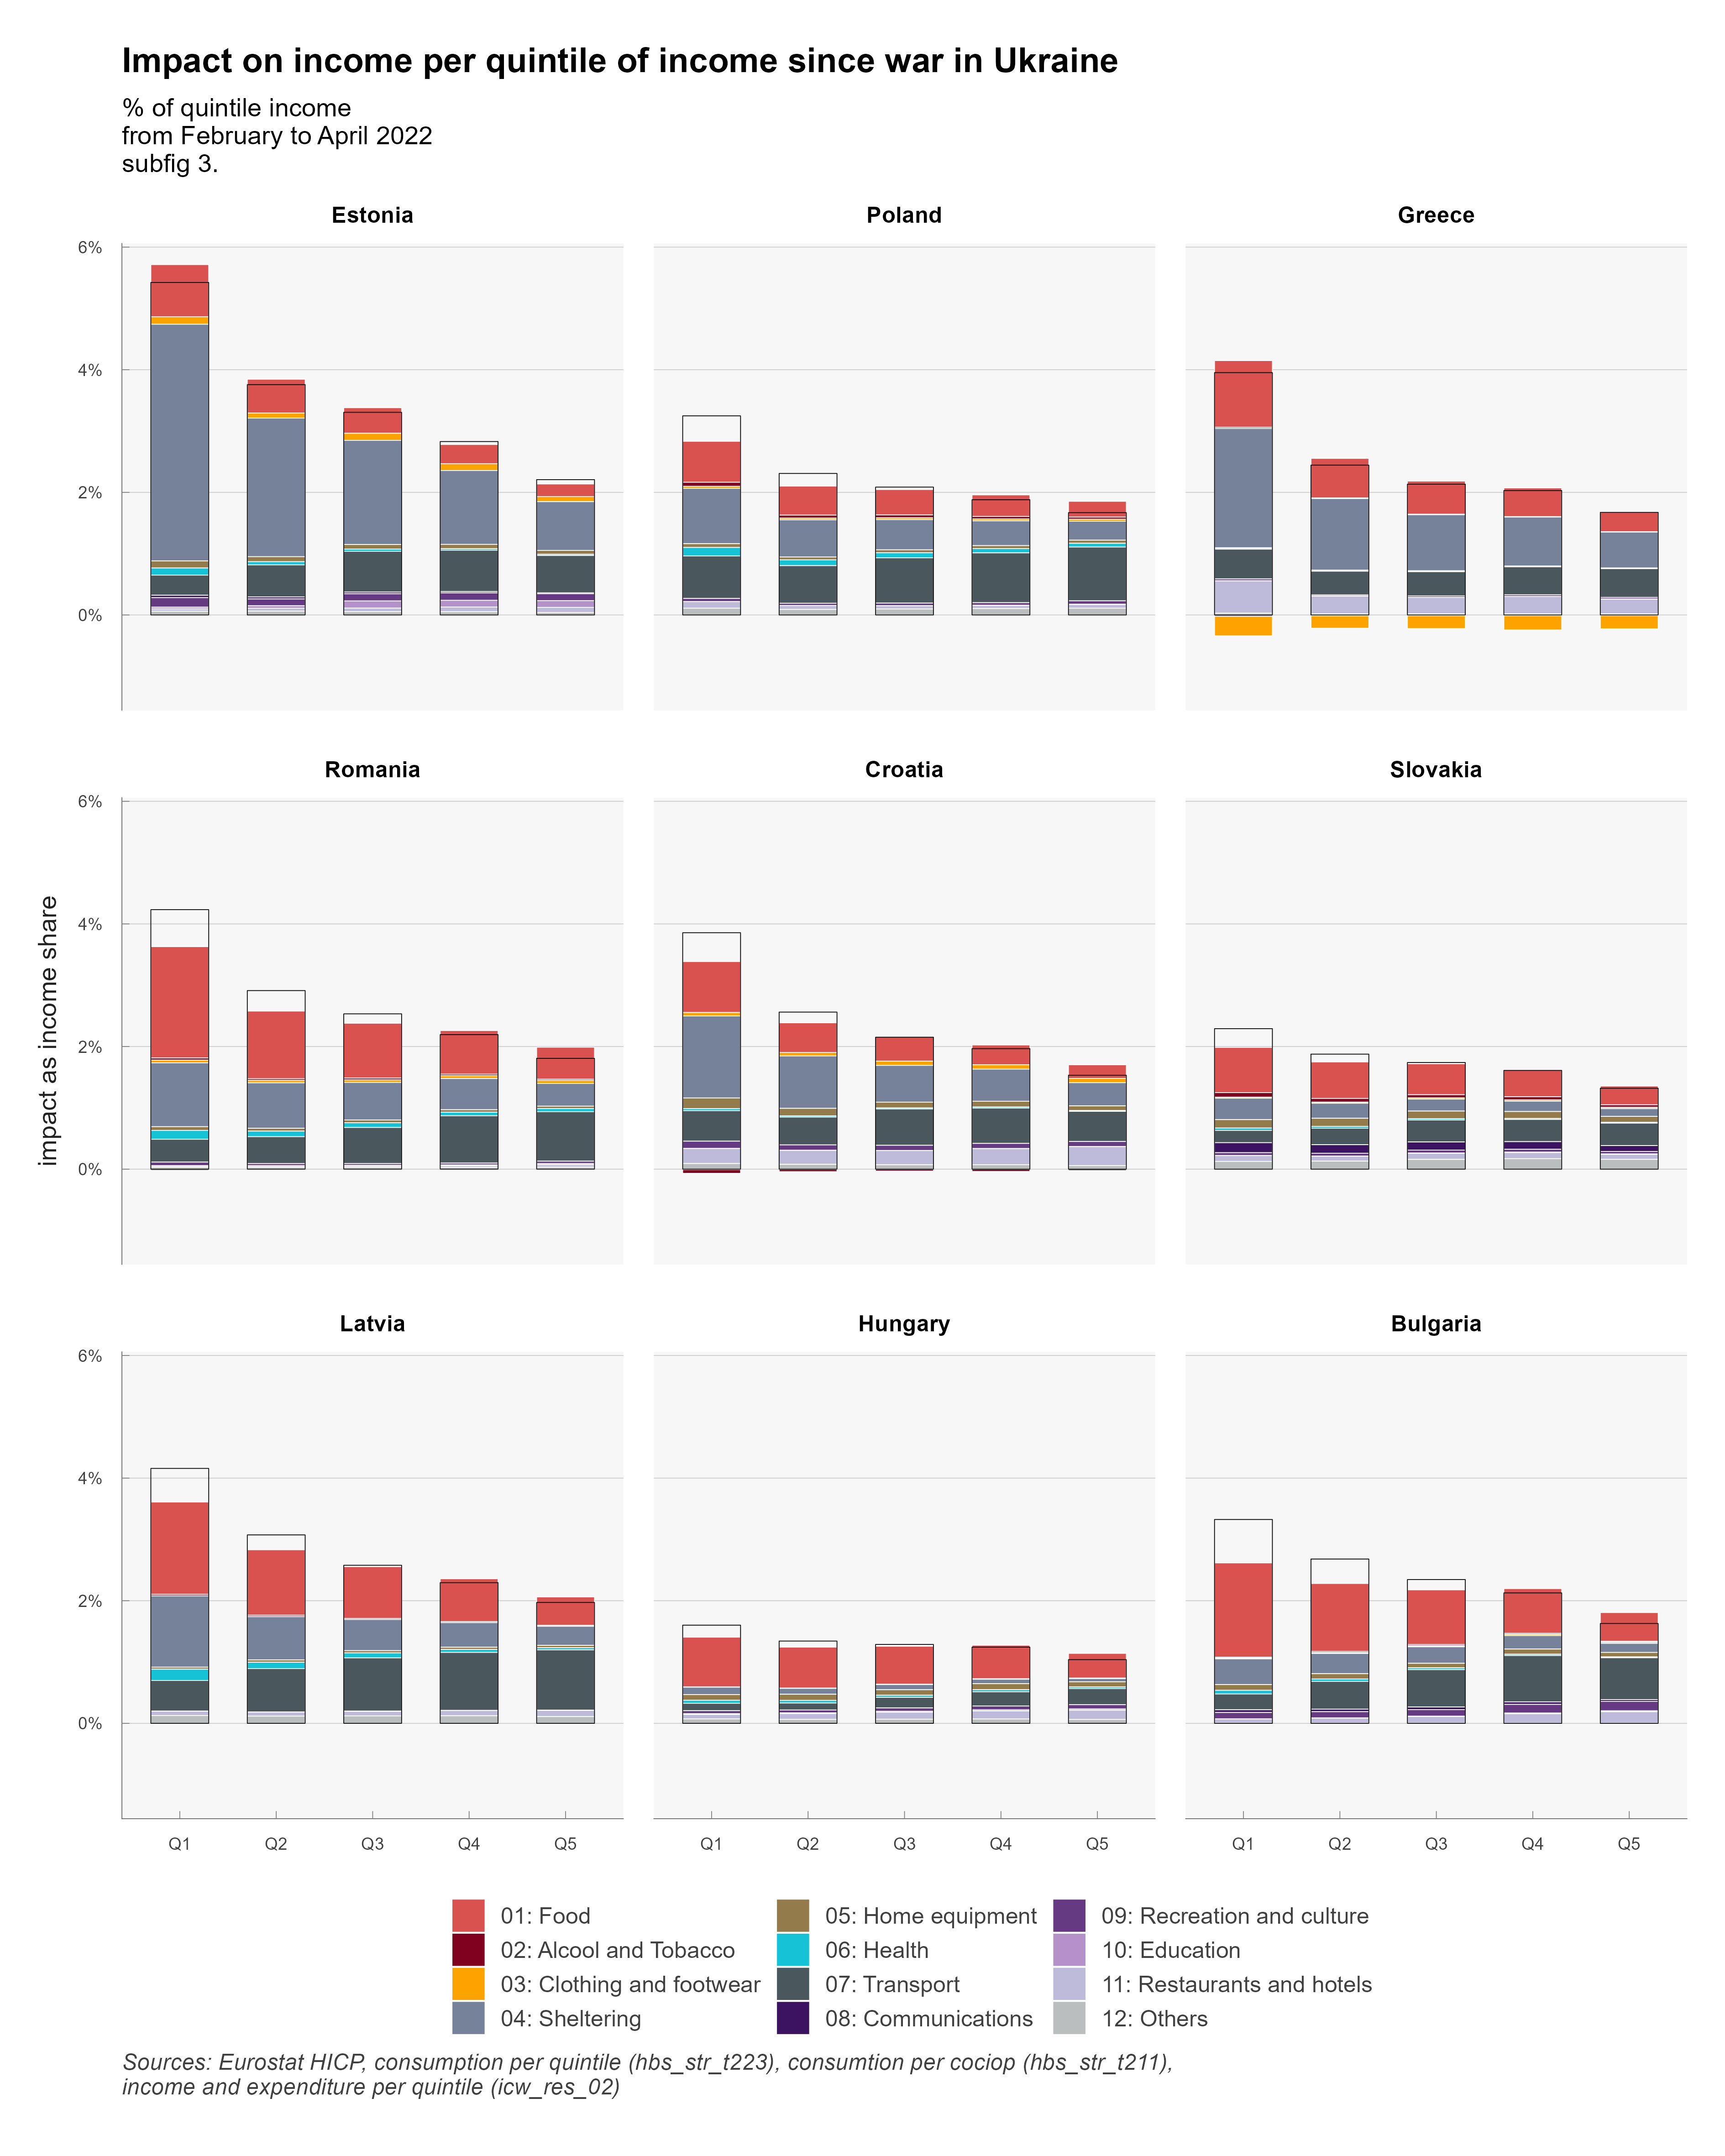 Impact on income per quintile of income since war in Ukraine
% of quintile income
from February to April 2022
subfig 3.
Estonia
Poland
Greece
6%
4%
2%
0%
Romania
Croatia
Slovakia
6%
4%
2%
0%
impact as income share
Latvia
Hungary
Bulgaria
6%
4%
2%
0%
Q1 Q2 Q3 Q4 Q5 Q1 Q2 Q3 Q4 Q5 Q1 Q2 Q3 Q4 Q5
01: Food
02: Alcool and Tobacco
03: Clothing and footwear
04: Sheltering
05: Home equipment
06: Health
07: Transport
08: Communications
09: Recreation and culture
10: Education
11: Restaurants and hotels
12: Others
Sources: Eurostat HICP, consumption per quintile (hbs_str_t223), consumtion per cociop (hbs_str_t211),
income and expenditure per quintile (icw_res_02)